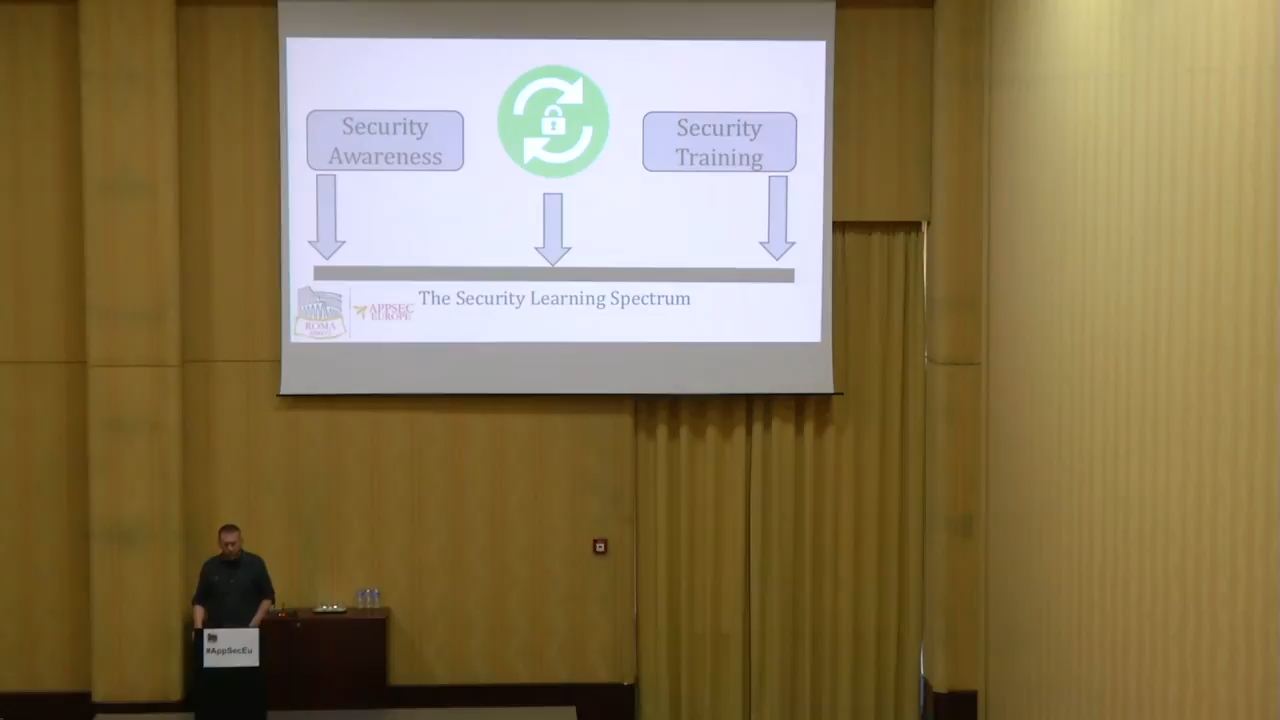 Security
Awareness
Security
Training
The Security Learning Spectrum
ROMA
APPSEC
EUROPE
#AppSecEu